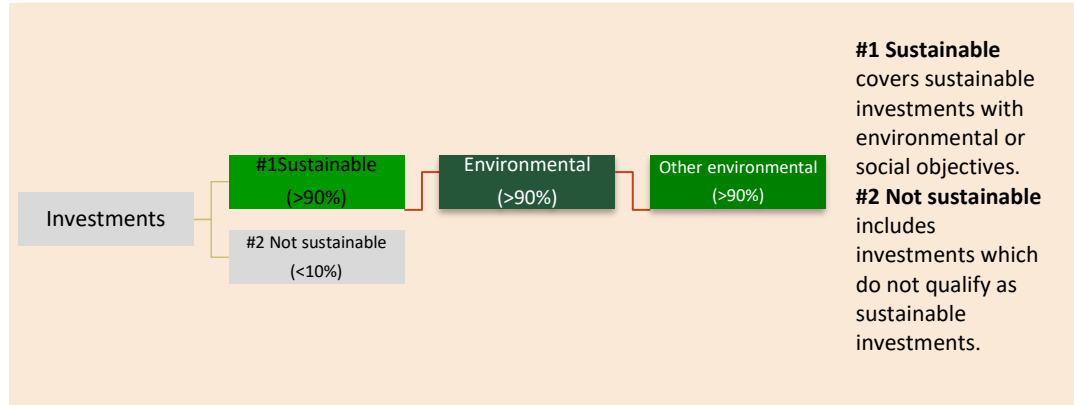 Investments
#1Sustainable
(>90%)
#2 Not sustainable
(<10%)
Environmental
(>90%)
Other environmental
(>90%)
#1 Sustainable
covers sustainable
investments with
environmental or
social objectives.
#2 Not sustainable
includes
investments which
do not qualify as
sustainable
investments.